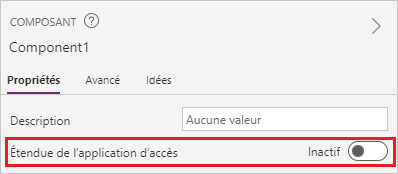 COMPOSANT ?
Component1
Propriétés Avancé Idées
Description Aucune valeur
Étendue de l'application d'accès Inactif